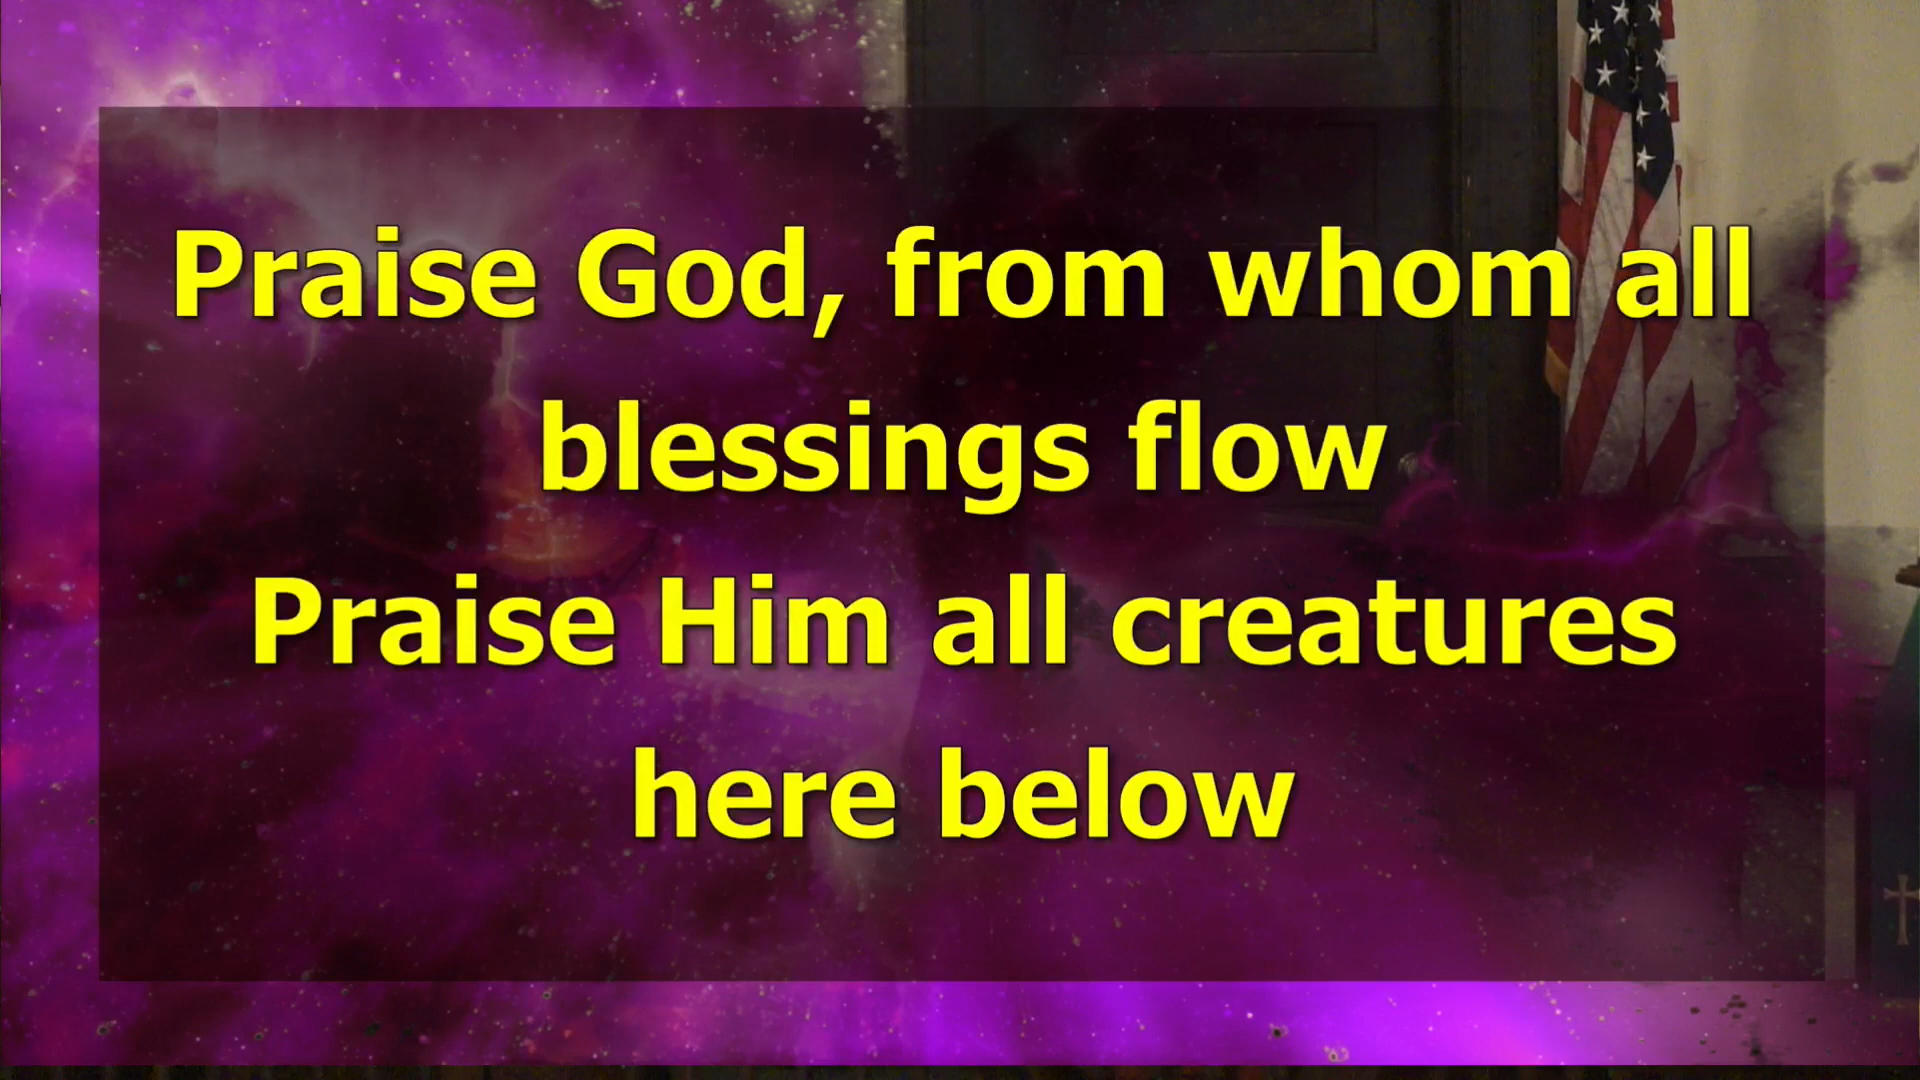 Praise God, from whom all
blessings flow
Praise Him all creatures
here below